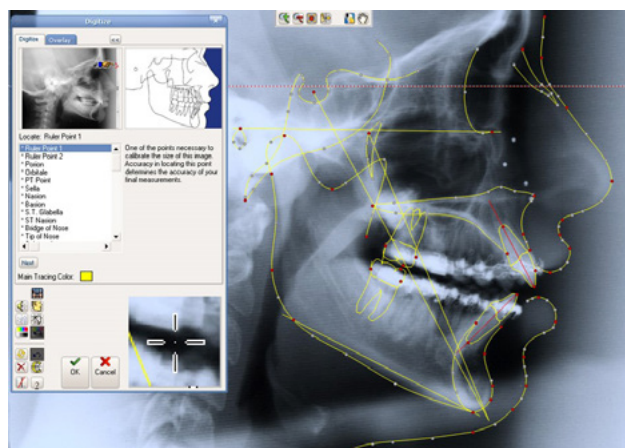 Digitize
Digitize
Overlay
<<
Locate: Ruler Point 1
* Ruler Point 1
* Ruler Point 2
* Porion
* Orbitale
* PT Point
* Sella
* Nasion
* Basion
* S.T. Glabella
* ST Nasion
* Bridge of Nose
* Tip of Nose
One of the points necessary to
calibrate the size of this image.
Accuracy in locating this point
determines the accuracy of your
final measurements.
Next
Main Tracing Color:
OK
Cancel